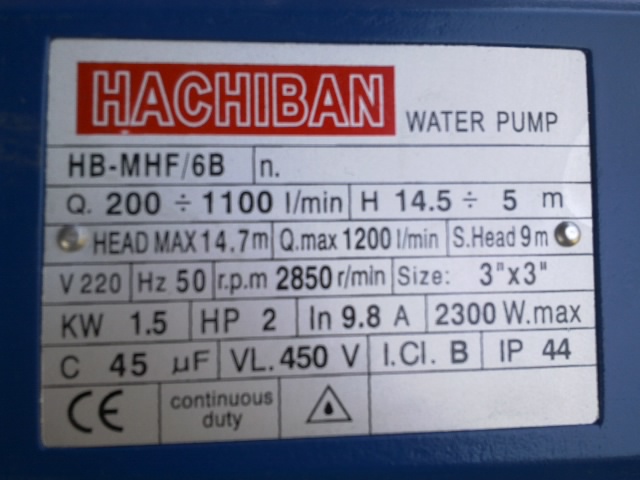 HACHIBAN WATER PUMP
HB-MHF/6B n.
Q. 200 ÷ 1100 l/min H 14.5 ÷ 5 m
HEAD MAX 14.7m Q.max 1200 l/min S.Head 9m
V 220 Hz 50 r.p.m 2850 r/min Size: 3"x3"
KW 1.5 HP 2 In 9.8 A 2300 W.max
C 45 µF VL. 450 V I.Cl. B IP 44
CE continuous
duty